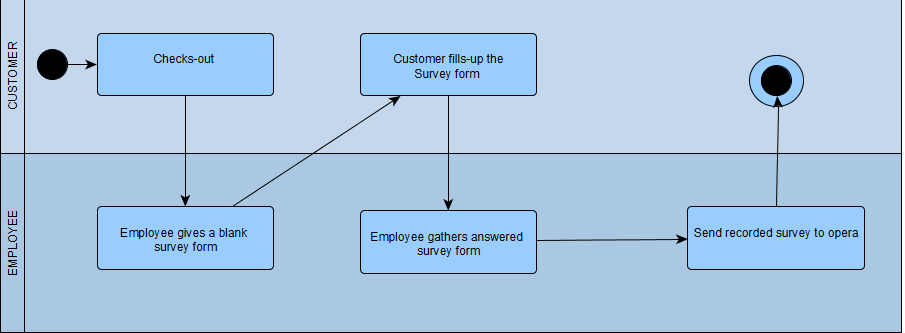 CUSTOMER
Checks-out
Customer fills-up the
Survey form
EMPLOYEE
Employee gives a blank
survey form
Employee gathers answered
survey form
Send recorded survey to opera